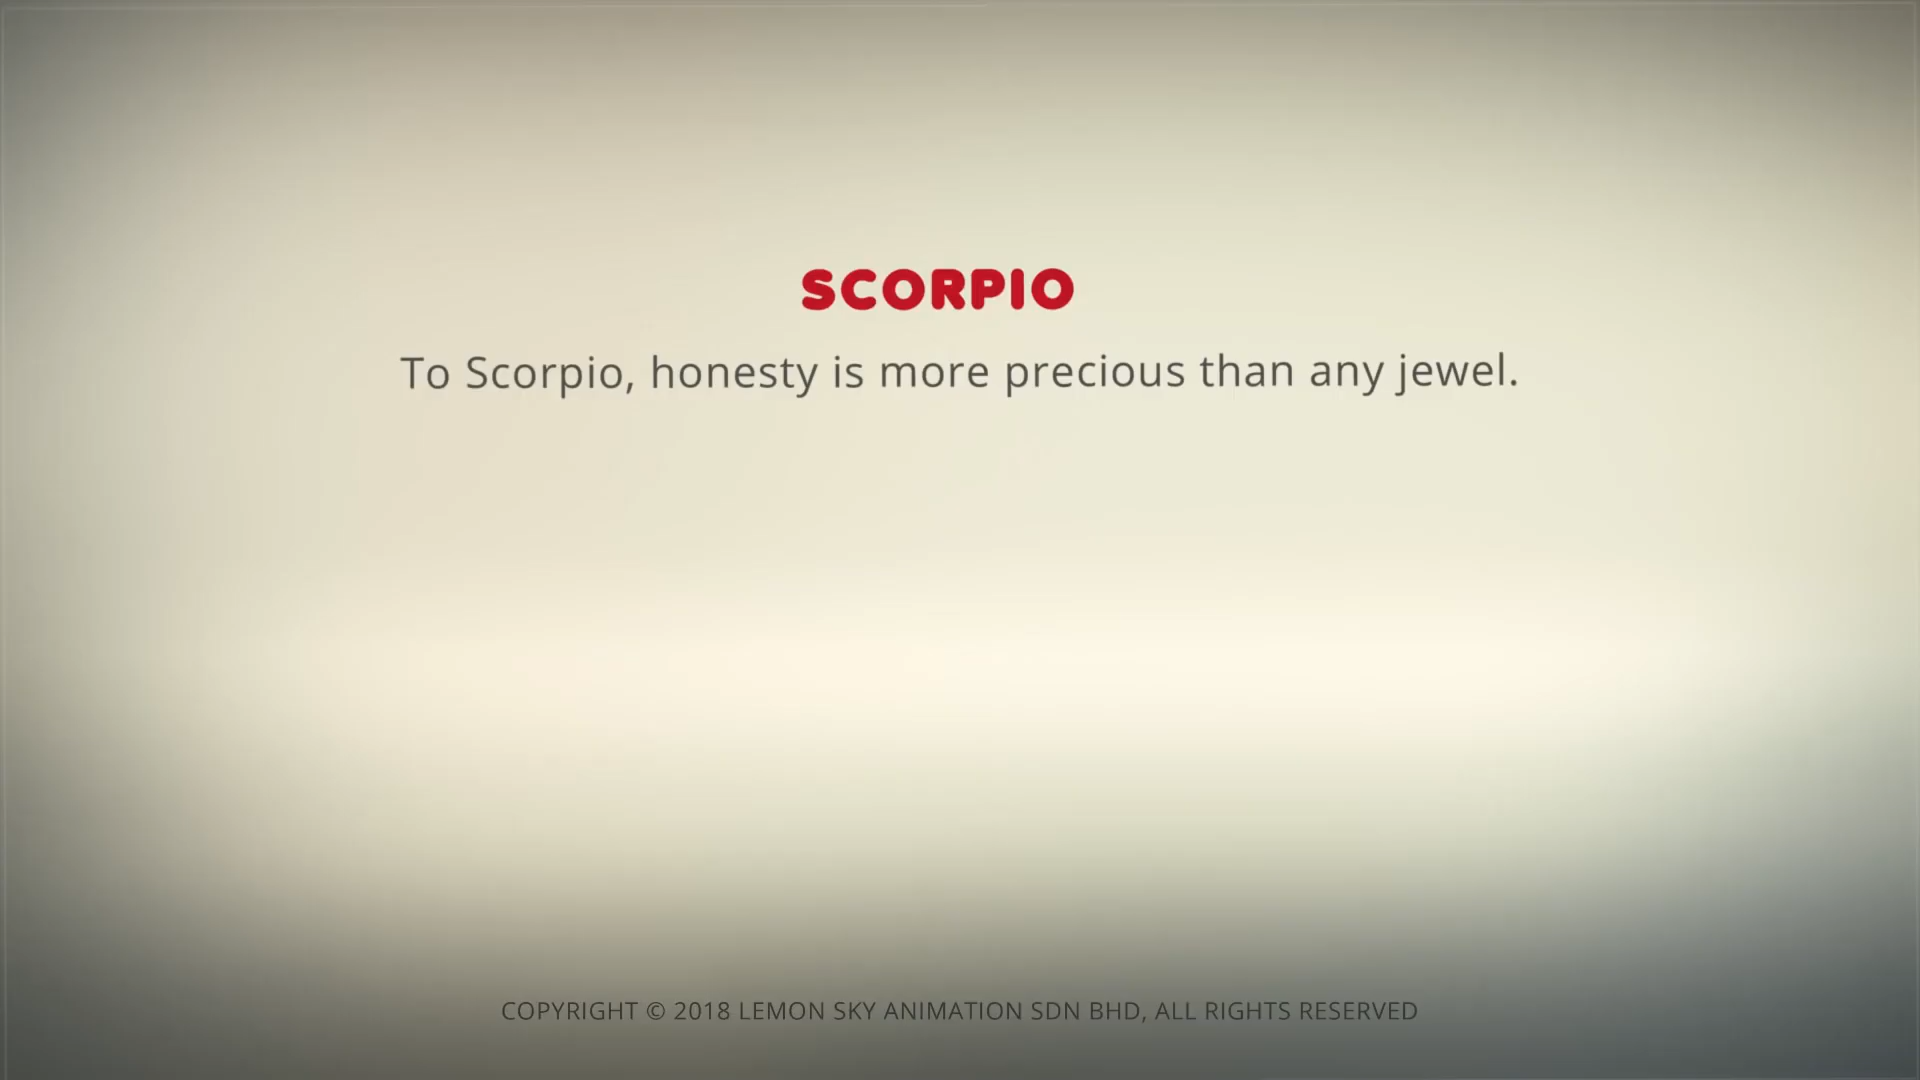 SCORPIO
To Scorpio, honesty is more precious than any jewel.
COPYRIGHT © 2018 LEMON SKY ANIMATION SDN BHD, ALL RIGHTS RESERVED